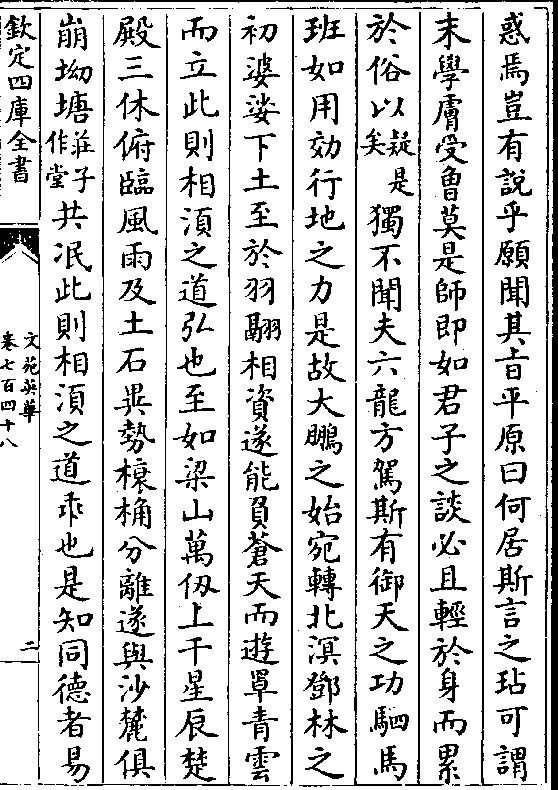 惑焉豈有說乎願聞其㫖平原曰何居斯言之玷可謂
末學膚受魯莫是師即如君子之談必且輕於身而累
於俗以疑是矣獨不聞夫六龍方駕斯有御天之功駟馬
班如用効行地之力是故大鵬之始宛轉北溟鄧林之
初婆娑下土至於羽翮相資遂能負蒼天而遊罩青雲
而立此則相湏之道弘也至如梁山萬仭上干星辰楚
殿三休俯臨風雨及土石異勢榱桷分離遂與沙麓俱
崩坳塘莊子作堂共泯此則相湏之道乖也是知同德者易
欽定四庫全書
文苑英華
卷七百四十八
二